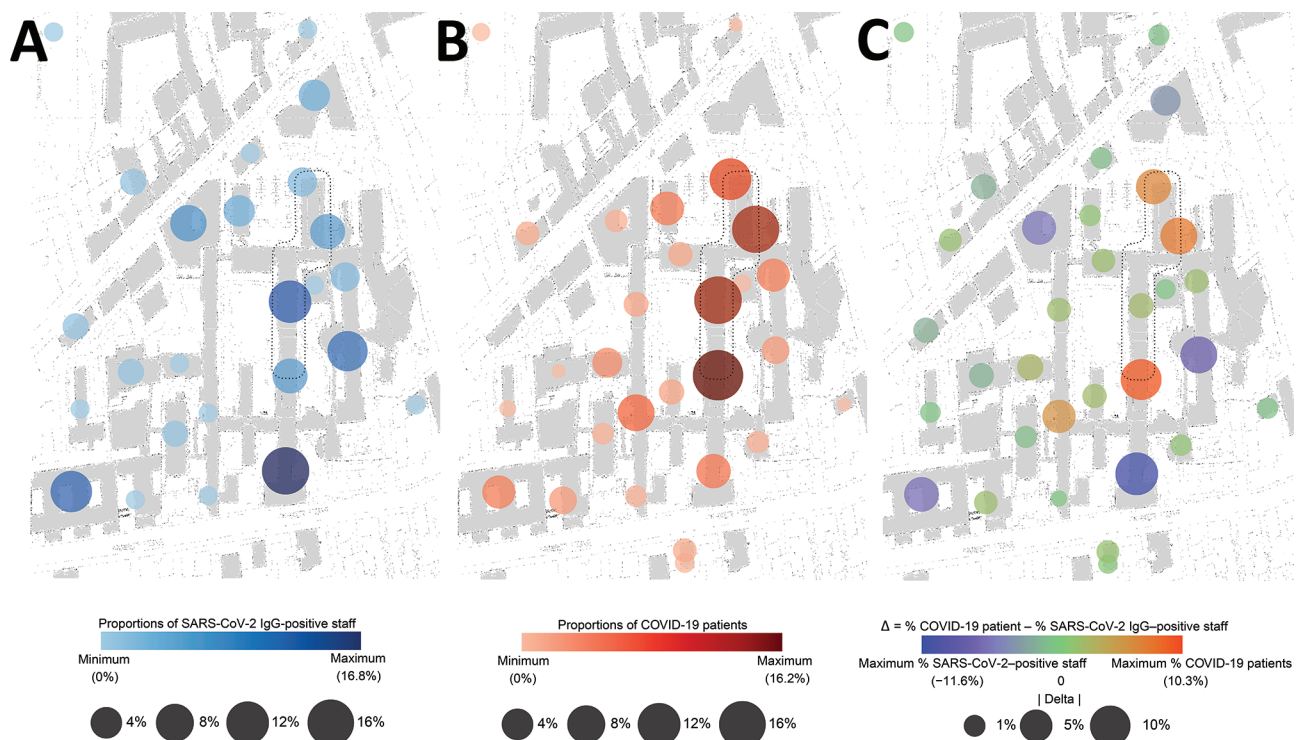 A
B
C
Proportions of SARS-CoV-2 IgG-positive staff
Minimum
(0%)
Maximum
(16.8%)
4%
8%
12%
16%
Proportions of COVID-19 patients
Minimum
(0%)
Maximum
(16.2%)
4%
8%
12%
16%
Δ = % COVID-19 patient – % SARS-CoV-2 IgG–positive staff
Maximum % SARS-CoV-2–positive staff
(−11.6%)
0
Maximum % COVID-19 patients
(10.3%)
| Delta |
1%
5%
10%